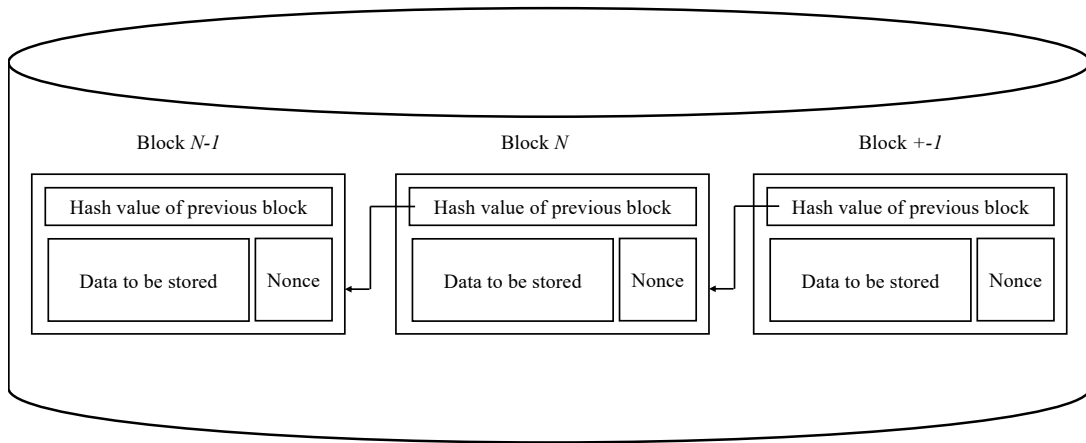 Block N-1
Block N
Block +-1
Hash value of previous block
Hash value of previous block
Hash value of previous block
Data to be stored
Nonce
Data to be stored
Nonce
Data to be stored
Nonce